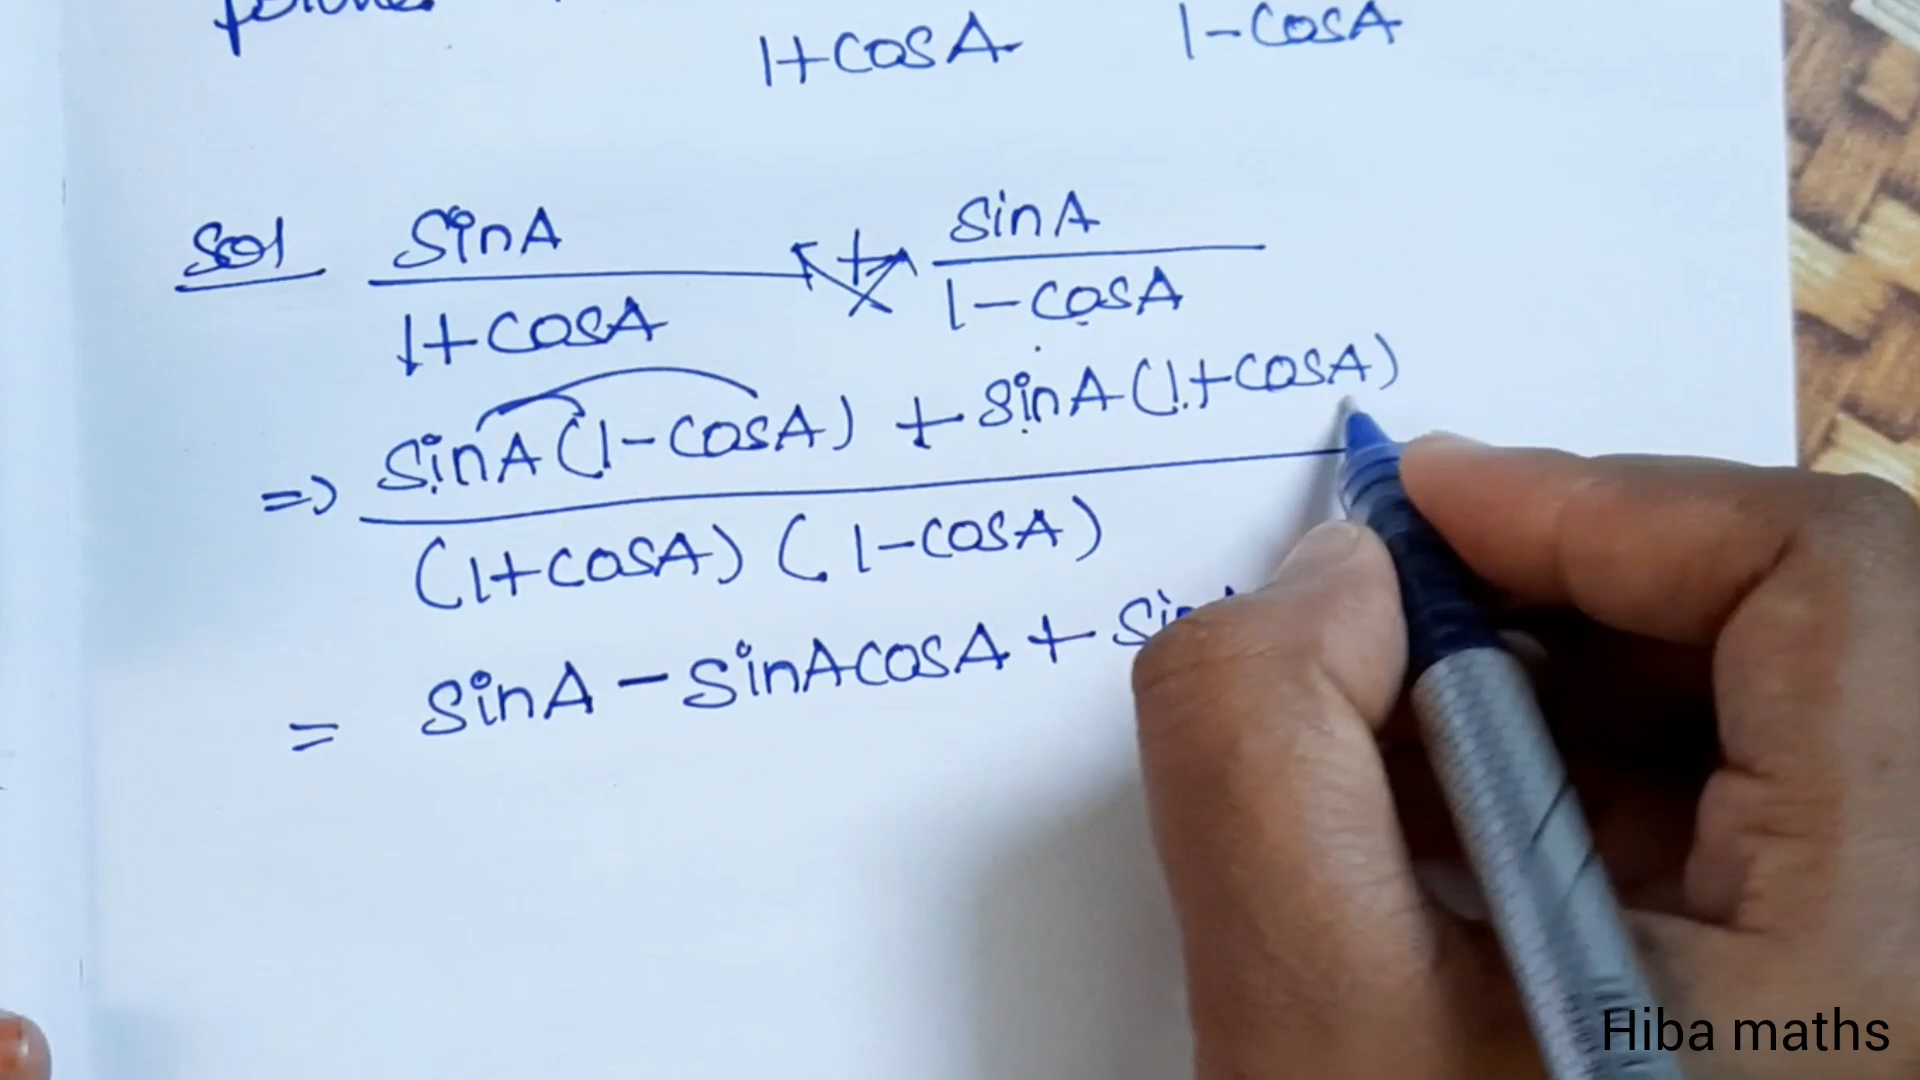 1+cosA 1-cosA
Sol sinA + sinA
1+cosA 1-cosA
=> sinA(1-cosA) + sinA(1+cosA)
(1+cosA) (1-cosA)
= sinA - sinAcosA +
Hiba maths